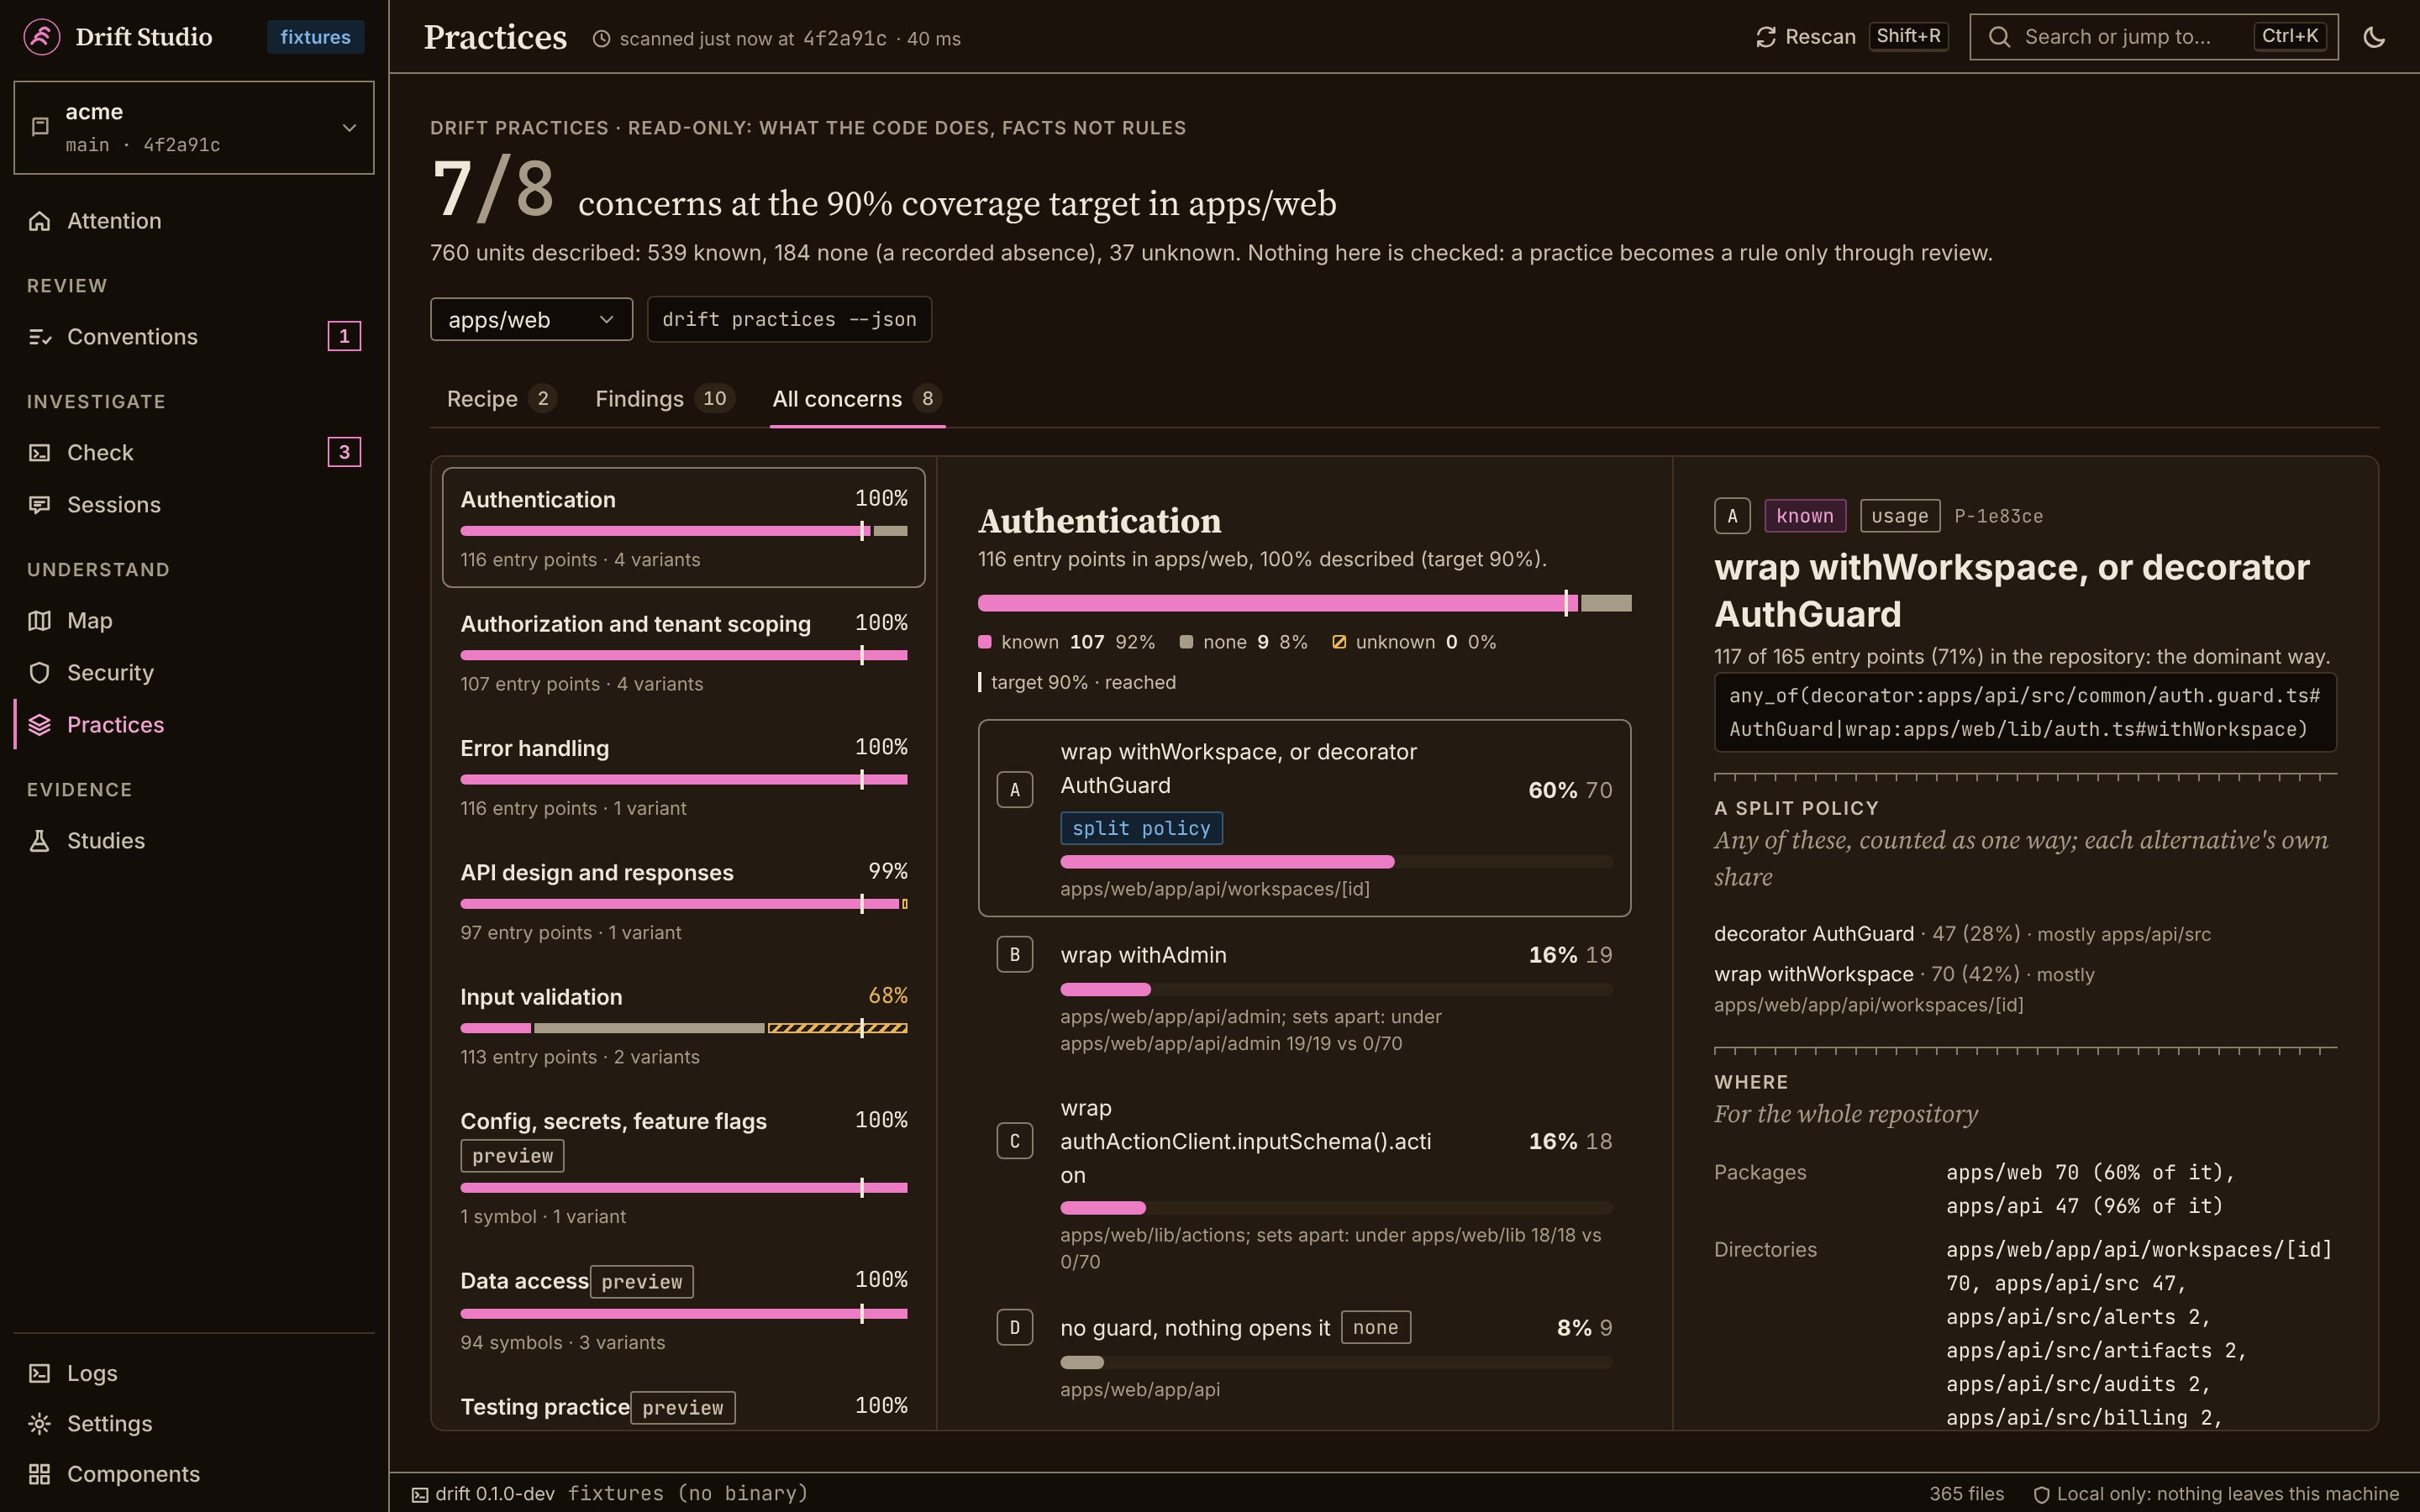 Drift Studio
fixtures
acme
main · 4f2a91c
Attention
REVIEW
Conventions 1
INVESTIGATE
Check 3
Sessions
UNDERSTAND
Map
Security
Practices
EVIDENCE
Studies
Logs
Settings
Components
Practices
scanned just now at 4f2a91c · 40 ms
Rescan Shift+R
Search or jump to... Ctrl+K
DRIFT PRACTICES · READ-ONLY: WHAT THE CODE DOES, FACTS NOT RULES
7/8 concerns at the 90% coverage target in apps/web
760 units described: 539 known, 184 none (a recorded absence), 37 unknown. Nothing here is checked: a practice becomes a rule only through review.
apps/web
drift practices --json
Recipe 2 Findings 10 All concerns 8
Authentication 100%
116 entry points · 4 variants
Authorization and tenant scoping 100%
107 entry points · 4 variants
Error handling 100%
116 entry points · 1 variant
API design and responses 99%
97 entry points · 1 variant
Input validation 68%
113 entry points · 2 variants
Config, secrets, feature flags 100%
preview
1 symbol · 1 variant
Data access preview 100%
94 symbols · 3 variants
Testing practice preview 100%
Authentication
116 entry points in apps/web, 100% described (target 90%).
known 107 92% none 9 8% unknown 0 0%
target 90% · reached
A
wrap withWorkspace, or decorator
AuthGuard
60% 70
split policy
apps/web/app/api/workspaces/[id]
B wrap withAdmin 16% 19
apps/web/app/api/admin; sets apart: under
apps/web/app/api/admin 19/19 vs 0/70
C
wrap
authActionClient.inputSchema().acti
on
16% 18
apps/web/lib/actions; sets apart: under apps/web/lib 18/18 vs
0/70
D no guard, nothing opens it none 8% 9
apps/web/app/api
A known usage P-1e83ce
wrap withWorkspace, or decorator
AuthGuard
117 of 165 entry points (71%) in the repository: the dominant way.
any_of(decorator:apps/api/src/common/auth.guard.ts#
AuthGuard|wrap:apps/web/lib/auth.ts#withWorkspace)
A SPLIT POLICY
Any of these, counted as one way; each alternative's own
share
decorator AuthGuard · 47 (28%) · mostly apps/api/src
wrap withWorkspace · 70 (42%) · mostly
apps/web/app/api/workspaces/[id]
WHERE
For the whole repository
Packages
apps/web 70 (60% of it),
apps/api 47 (96% of it)
Directories
apps/web/app/api/workspaces/[id]
70, apps/api/src 47,
apps/api/src/alerts 2,
apps/api/src/artifacts 2,
apps/api/src/audits 2,
apps/api/src/billing 2,
drift 0.1.0-dev fixtures (no binary)
365 files
Local only: nothing leaves this machine